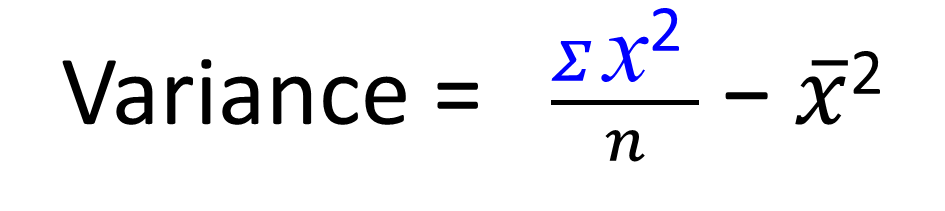 Variance = Σx²/n − x̄²